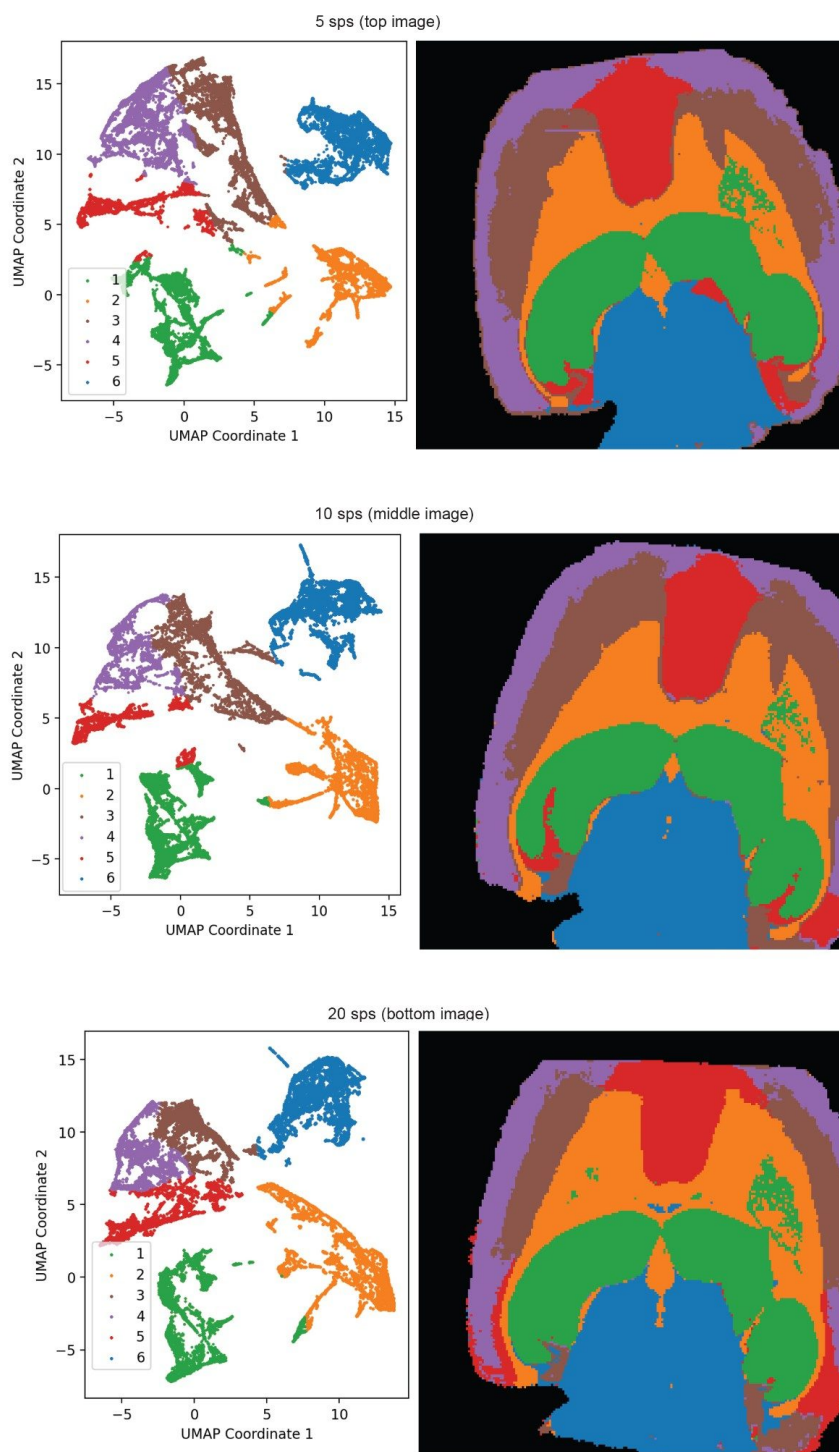 5 sps (top image)
15
10
5
0
−5
UMAP Coordinate 2
1
2
3
4
5
6
−5 0 5 10 15
UMAP Coordinate 1
10 sps (middle image)
15
10
5
0
−5
UMAP Coordinate 2
1
2
3
4
5
6
−5 0 5 10 15
UMAP Coordinate 1
20 sps (bottom image)
15
10
5
0
−5
UMAP Coordinate 2
1
2
3
4
5
6
−5 0 5 10
UMAP Coordinate 1